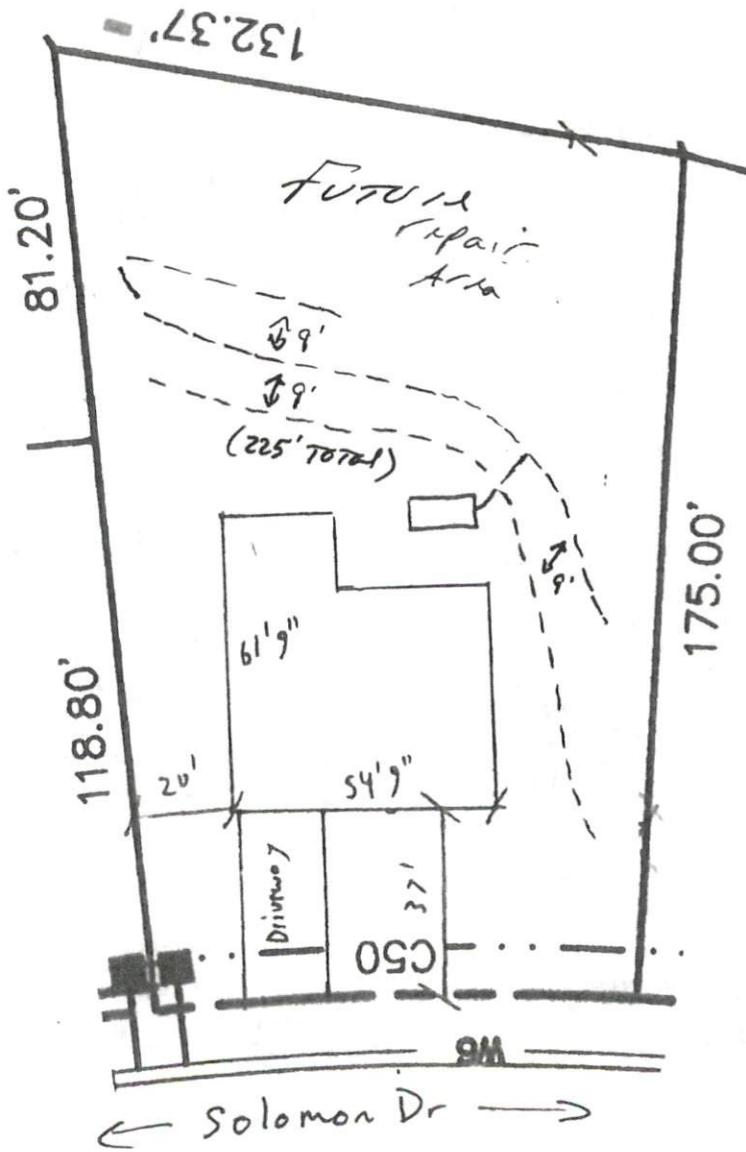 132.37'
81.20'
Future
repair
Area
9'
9'
(225' Total)
9'
175.00'
61'9"
118.80'
20'
54'9"
Driveway
37'
C50
W6
Solomon Dr